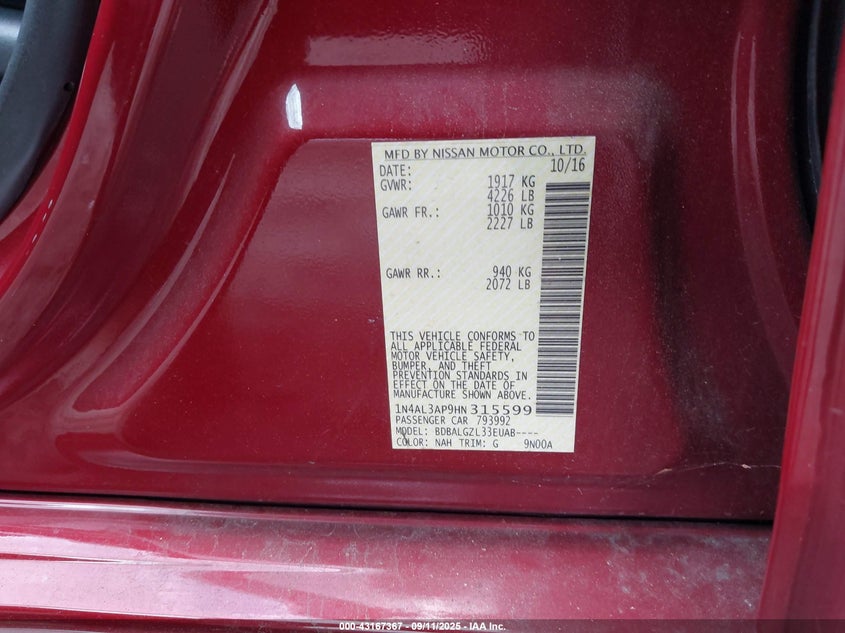 MFD BY NISSAN MOTOR CO., LTD.
DATE: 10/16
GVWR: 1917 KG
4226 LB
GAWR FR.: 1010 KG
2227 LB
GAWR RR.: 940 KG
2072 LB
THIS VEHICLE CONFORMS TO
ALL APPLICABLE FEDERAL
MOTOR VEHICLE SAFETY,
BUMPER, AND THEFT
PREVENTION STANDARDS IN
EFFECT ON THE DATE OF
MANUFACTURE SHOWN ABOVE.
1N4AL3AP9HN315599
PASSENGER CAR 793992
MODEL: BDBALGZL33EUAB----
COLOR: NAH TRIM: G 9N00A
000-43167367 - 09/11/2025 - IAA Inc.